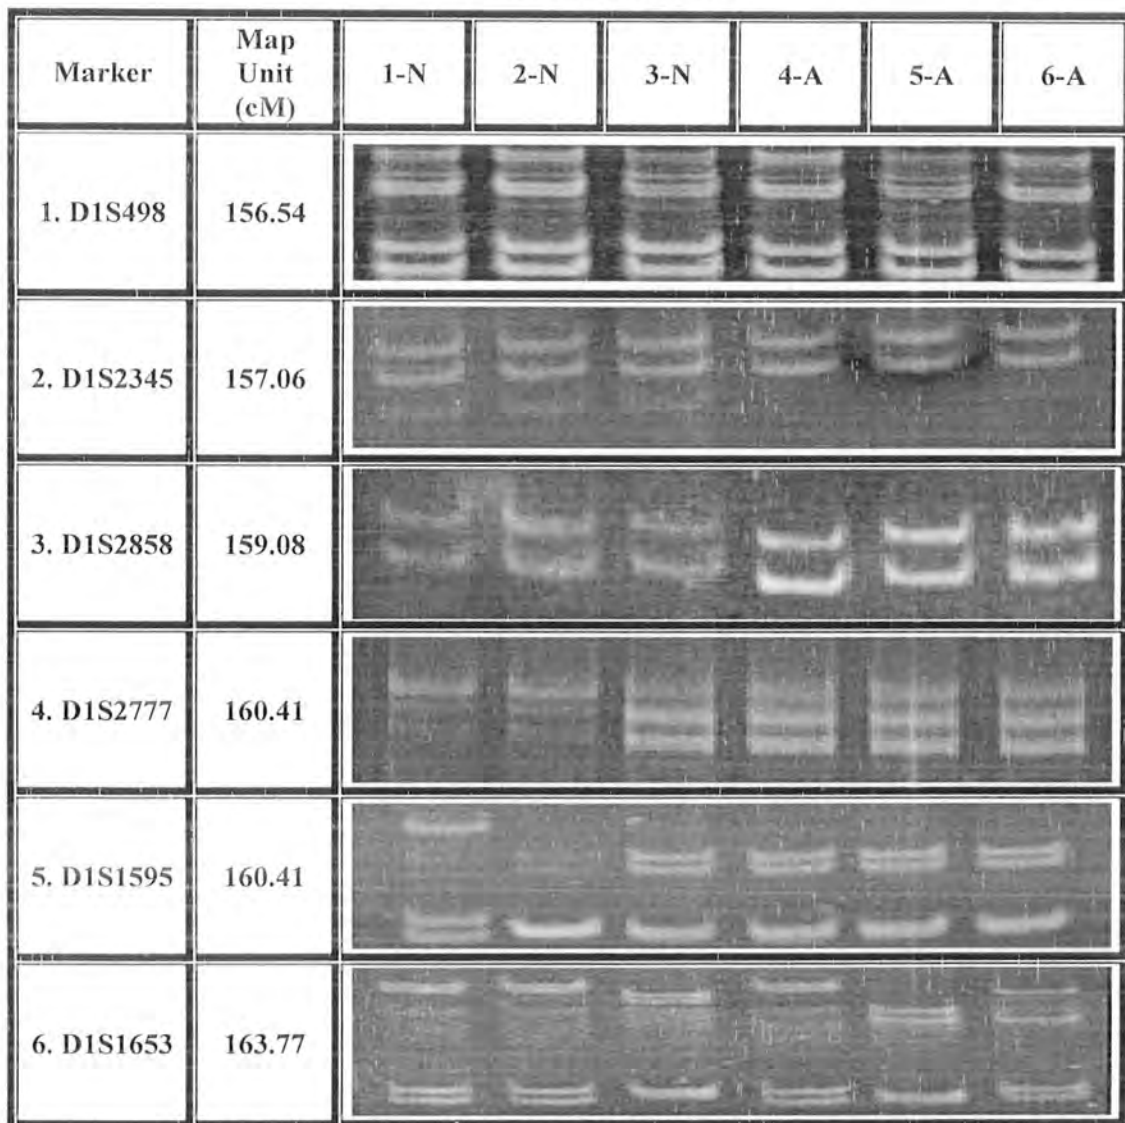 Marker
Map
Unit
(cM)
1-N
2-N
3-N
4-A
5-A
6-A
1. D1S498
156.54
2. D1S2345
157.06
3. D1S2858
159.08
4. D1S2777
160.41
5. D1S1595
160.41
6. D1S1653
163.77